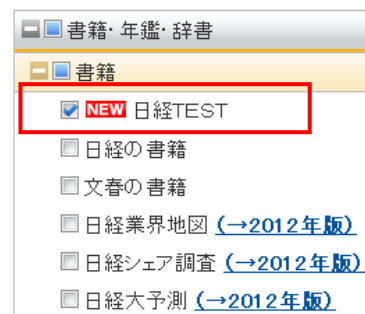 書籍・年鑑・辞書
書籍
NEW 日経TEST
日経の書籍
文春の書籍
日経業界地図 (→2012年版)
日経シェア調査 (→2012年版)
日経大予測 (→2012年版)